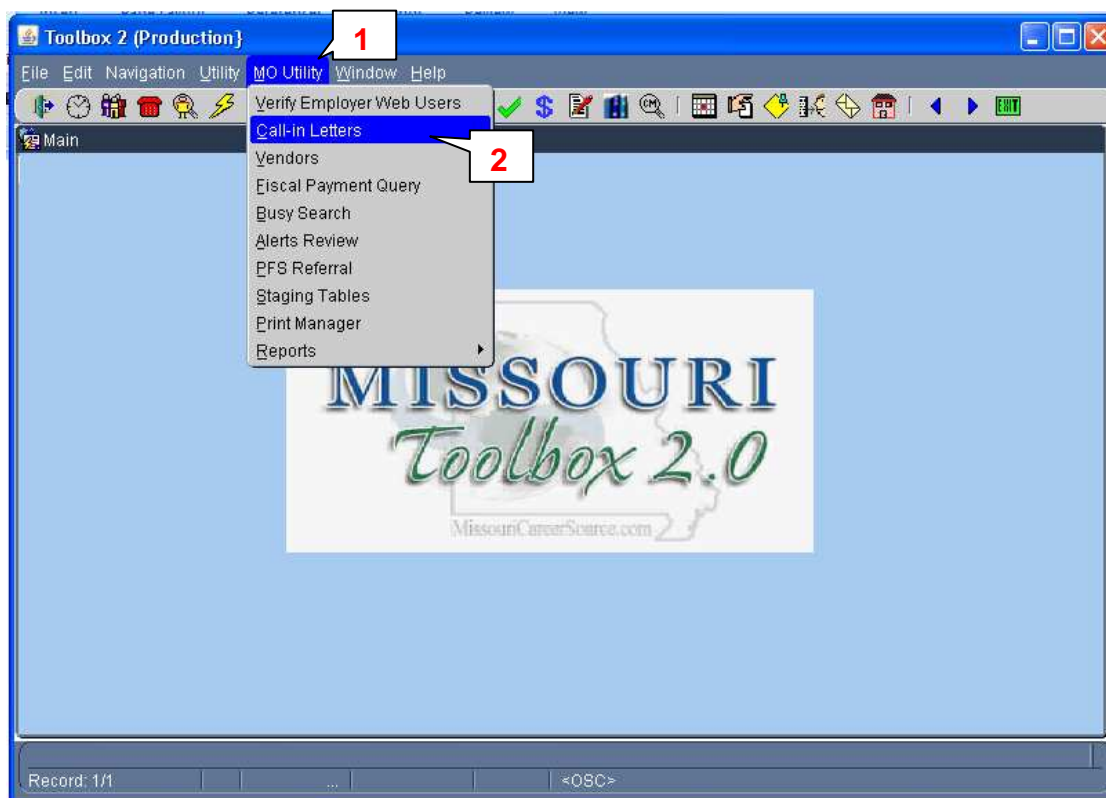 Toolbox 2 (Production}
1
File Edit Navigation Utility MO Utility Window Help
Verify Employer Web Users
CM
EXIT
Main
Call-in Letters
2
Vendors
Fiscal Payment Query
Busy Search
Alerts Review
PFS Referral
Staging Tables
Print Manager
Reports
MISSOURI
Toolbox 2.0
MissouriCareerSource.com
Record: 1/1
...
<OSC>